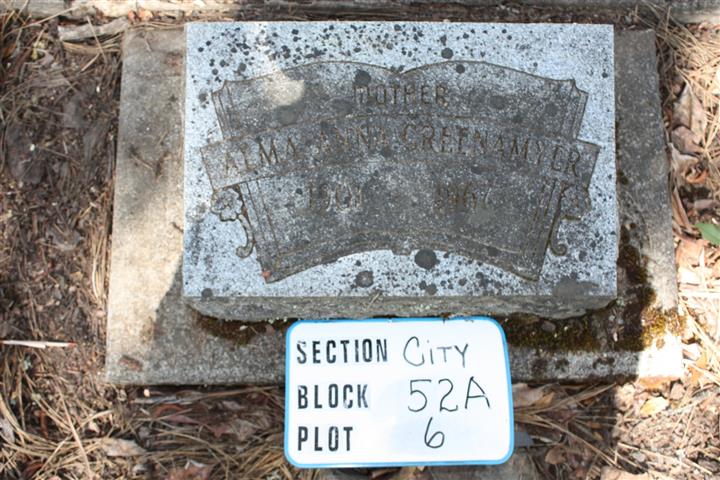 MOTHER
ALMA ANNA GREENAMYER
SECTION CITY
BLOCK 52A
PLOT 6